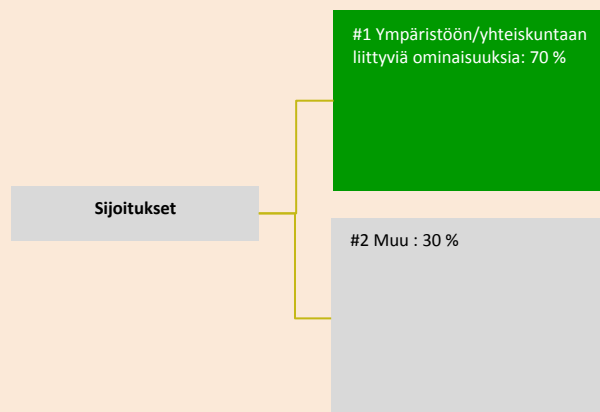 #1 Ympäristöön/yhteiskuntaan
liittyviä ominaisuuksia: 70 %
Sijoitukset
#2 Muu : 30 %